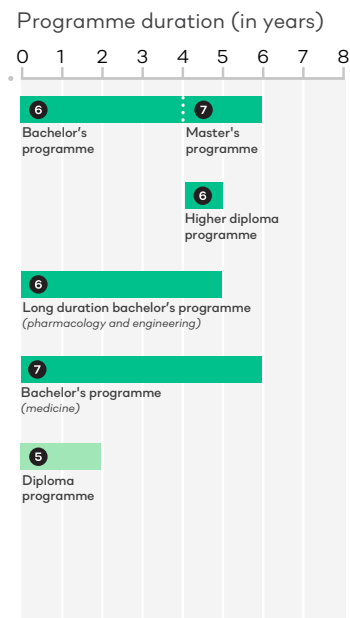 Programme duration (in years)
0 1 2 3 4 5 6 7 8
6 7
Bachelor's Master's
programme programme
6
Higher diploma
programme
6
Long duration bachelor's programme
(pharmacology and engineering)
7
Bachelor's programme
(medicine)
5
Diploma
programme